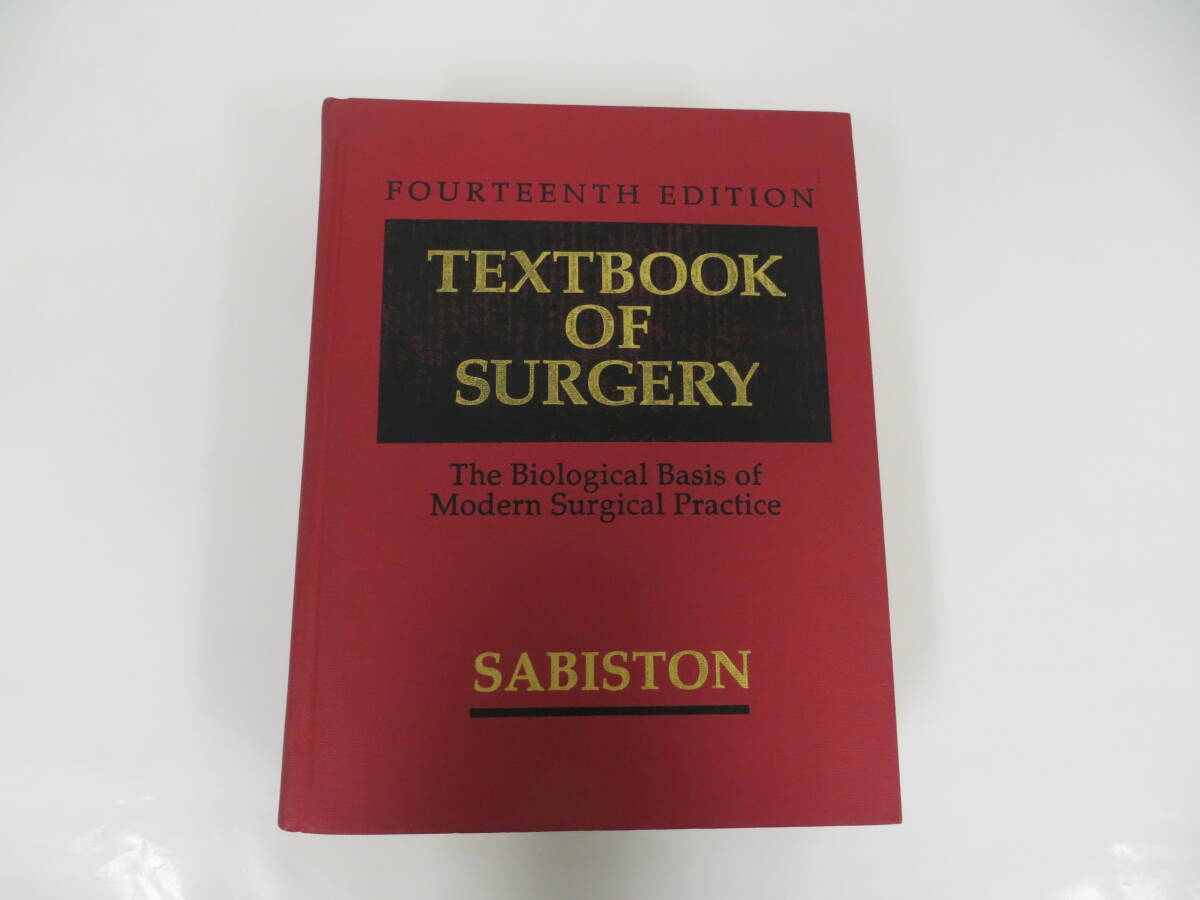 FOURTEENTH EDITION
TEXTBOOK
OF
SURGERY
The Biological Basis of
Modern Surgical Practice
SABISTON